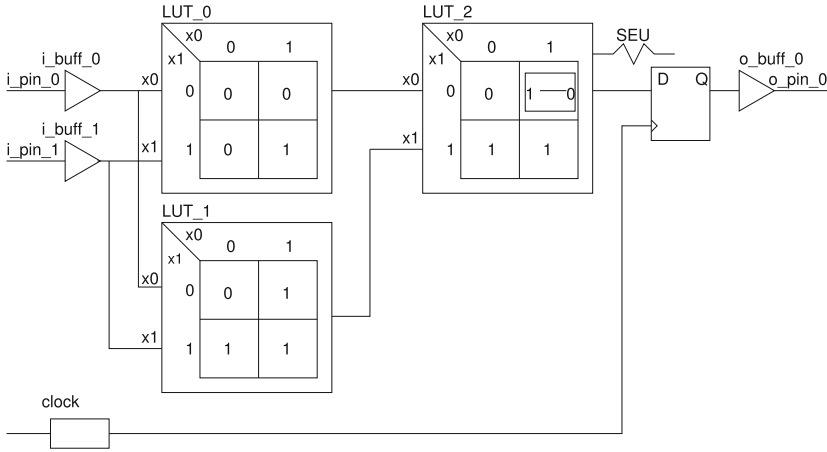 LUT_0
LUT_2
SEU
i_buff_0
i_pin_0
x0
x0
x1
0 1
0 0 0
1 0 1
x0
x0
x1
0 1
0 0 1 0
1 1 1
D Q
o_buff_0
o_pin_0
i_buff_1
i_pin_1
x1
x1
LUT_1
x0
x0
x1
0 1
0 0 1
1 1 1
x1
clock